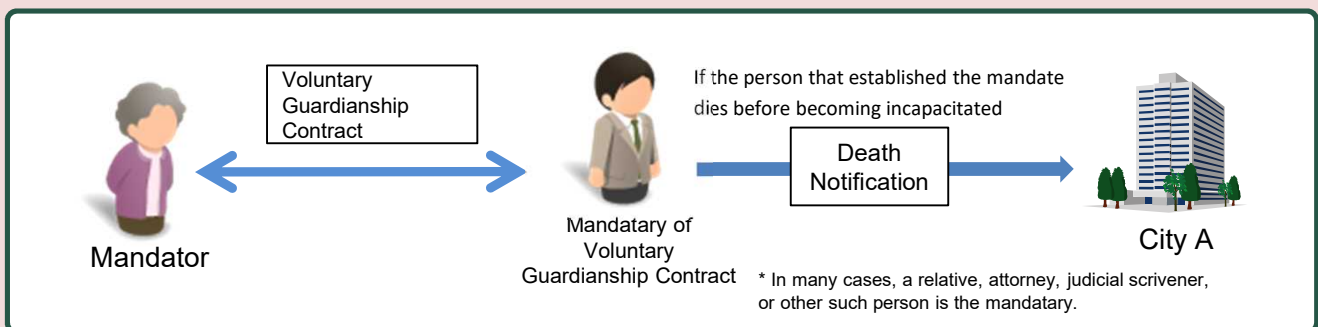 Voluntary
Guardianship
Contract
Mandator
Mandatary of
Voluntary
Guardianship Contract
If the person that established the mandate
dies before becoming incapacitated
Death
Notification
City A
* In many cases, a relative, attorney, judicial scrivener,
or other such person is the mandatary.